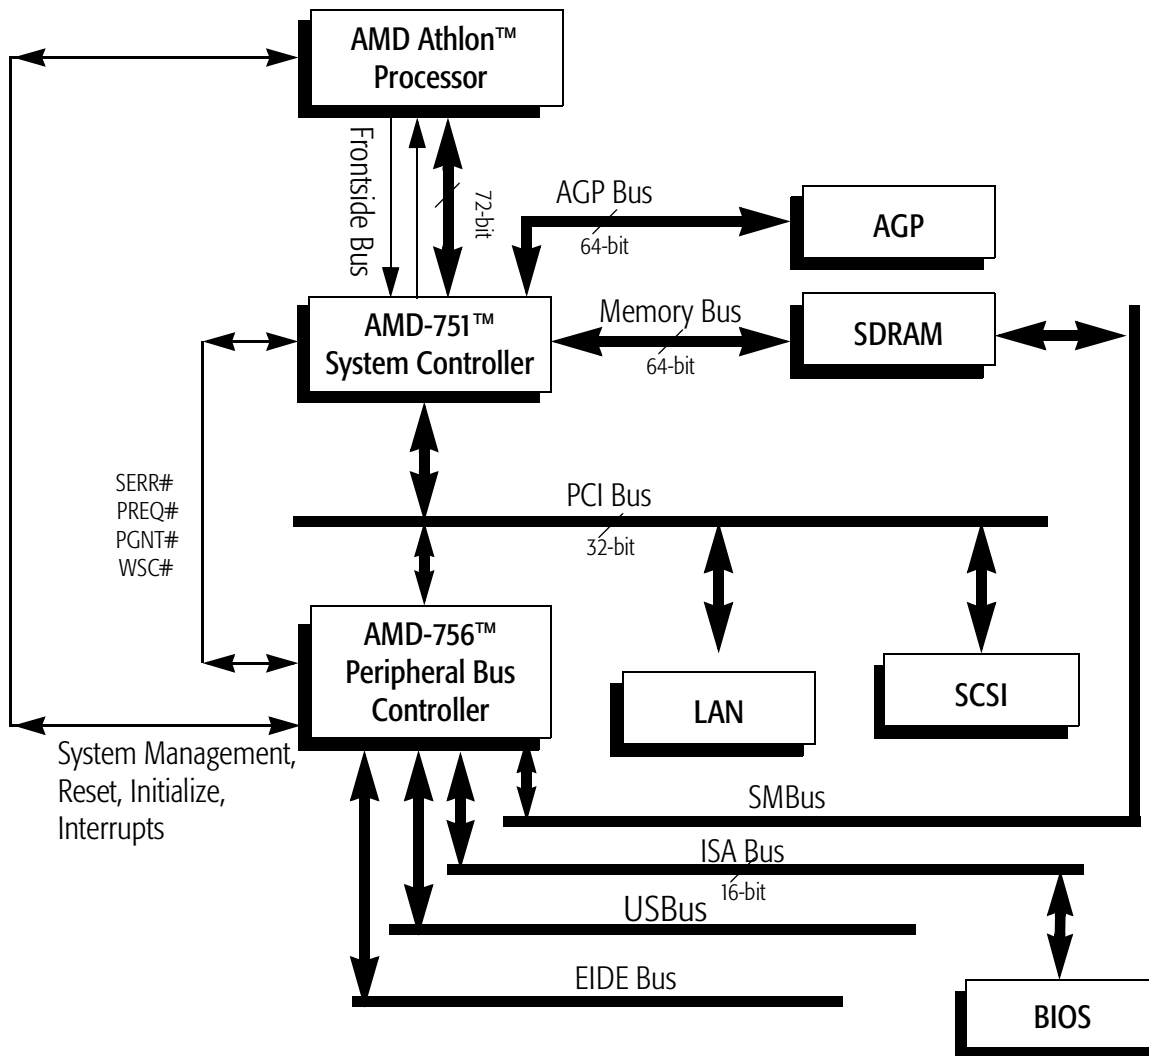 AMD Athlon™
Processor
Frontside Bus
72-bit
AGP Bus
64-bit
AGP
AMD-751™
System Controller
Memory Bus
64-bit
SDRAM
SERR#
PREQ#
PGNT#
WSC#
PCI Bus
32-bit
AMD-756™
Peripheral Bus
Controller
LAN
SCSI
System Management,
Reset, Initialize,
Interrupts
SMBus
ISA Bus
16-bit
USBus
EIDE Bus
BIOS